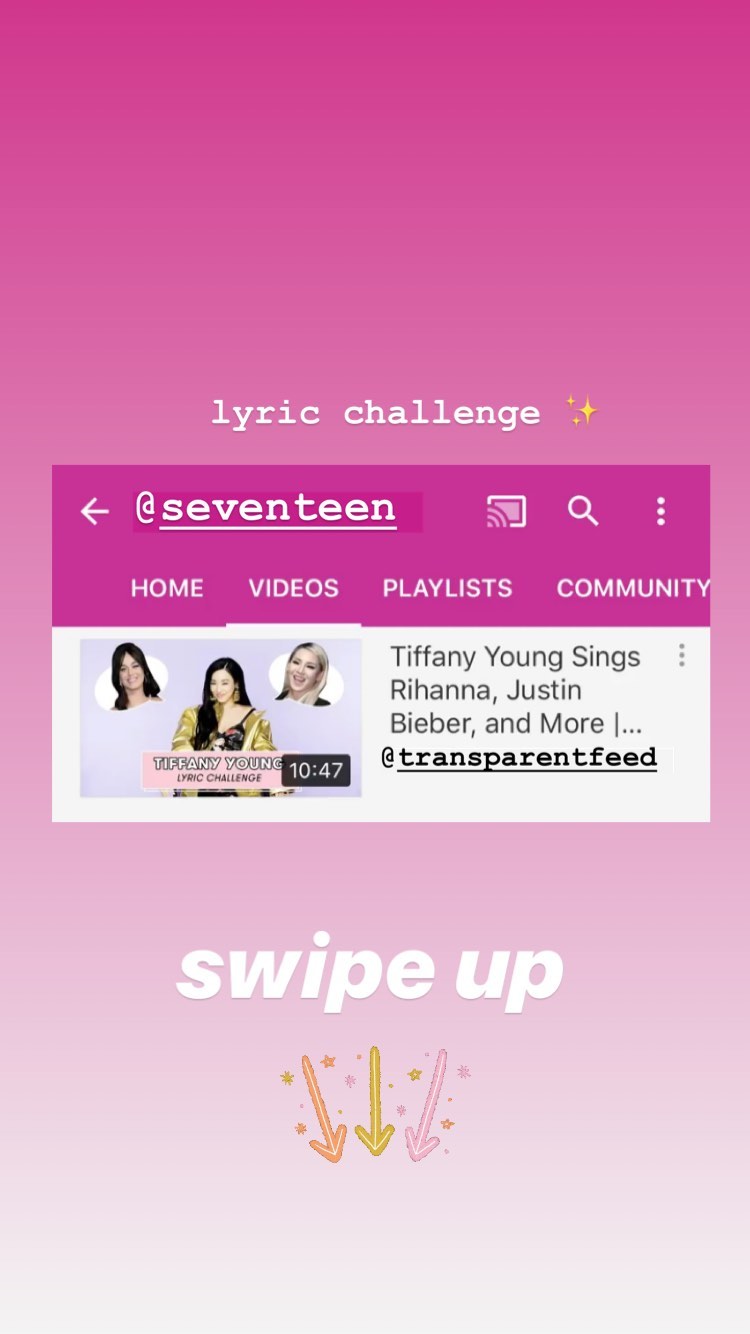 lyric challenge ✨
@seventeen
HOME VIDEOS PLAYLISTS COMMUNITY
Tiffany Young Sings
Rihanna, Justin
Bieber, and More |...
@transparentfeed
TIFFANY YOUNG
LYRIC CHALLENGE
10:47
swipe up